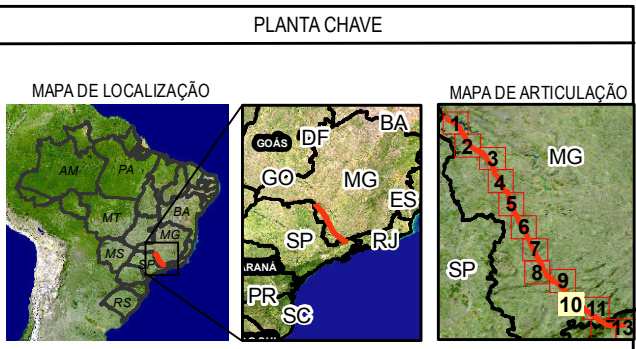 PLANTA CHAVE
MAPA DE LOCALIZAÇÃO
AM
PA
MT
BA
MG
MS
SP
RS
GOÁS
DF
BA
GO
MG
ES
SP
RJ
ARANÁ
PR
SC
MAPA DE ARTICULAÇÃO
1
2
3
MG
4
5
6
7
SP
8
9
10
11
13